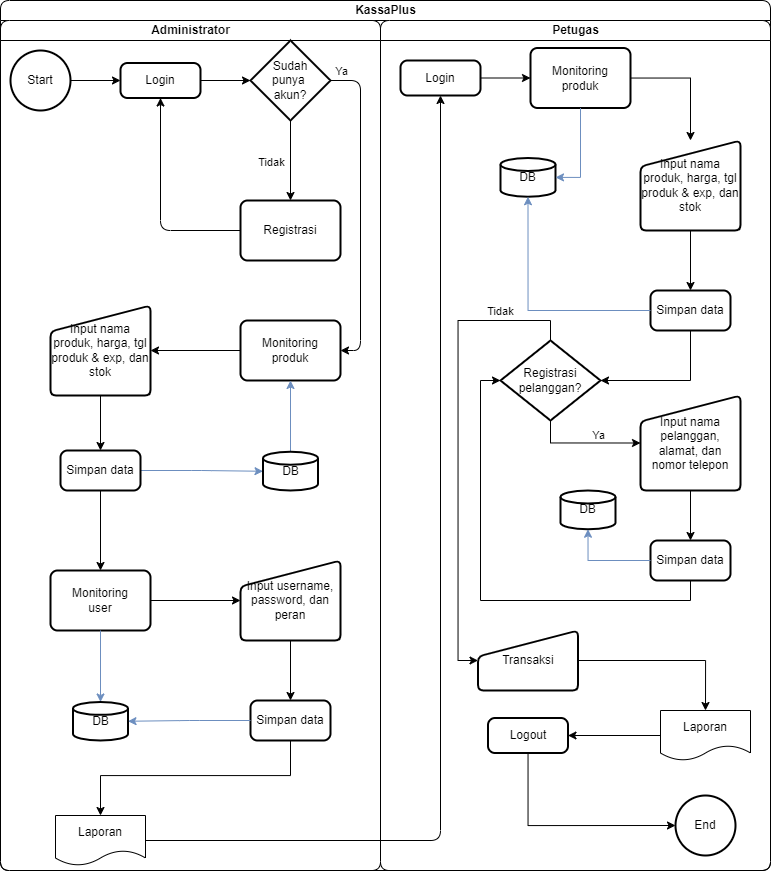 KassaPlus
Administrator
Start
Login
Sudah
punya
akun?
Ya
Tidak
Registrasi
Monitoring
produk
Input nama
produk, harga, tgl
produk & exp, dan
stok
Simpan data
DB
Monitoring
user
Input username,
password, dan
peran
Simpan data
DB
Laporan
Petugas
Login
Monitoring
produk
DB
Input nama
produk, harga, tgl
produk & exp, dan
stok
Simpan data
Tidak
Registrasi
pelanggan?
Ya
Input nama
pelanggan,
alamat, dan
nomor telepon
DB
Simpan data
Transaksi
Laporan
Logout
End